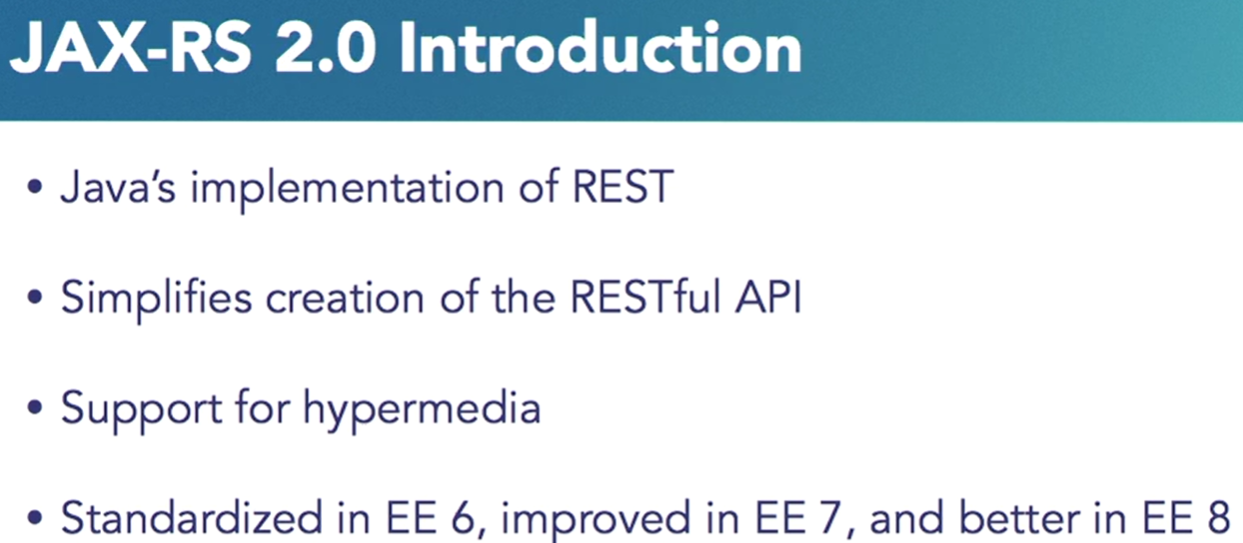 JAX-RS 2.0 Introduction
• Java's implementation of REST
• Simplifies creation of the RESTful API
• Support for hypermedia
• Standardized in EE 6, improved in EE 7, and better in EE 8